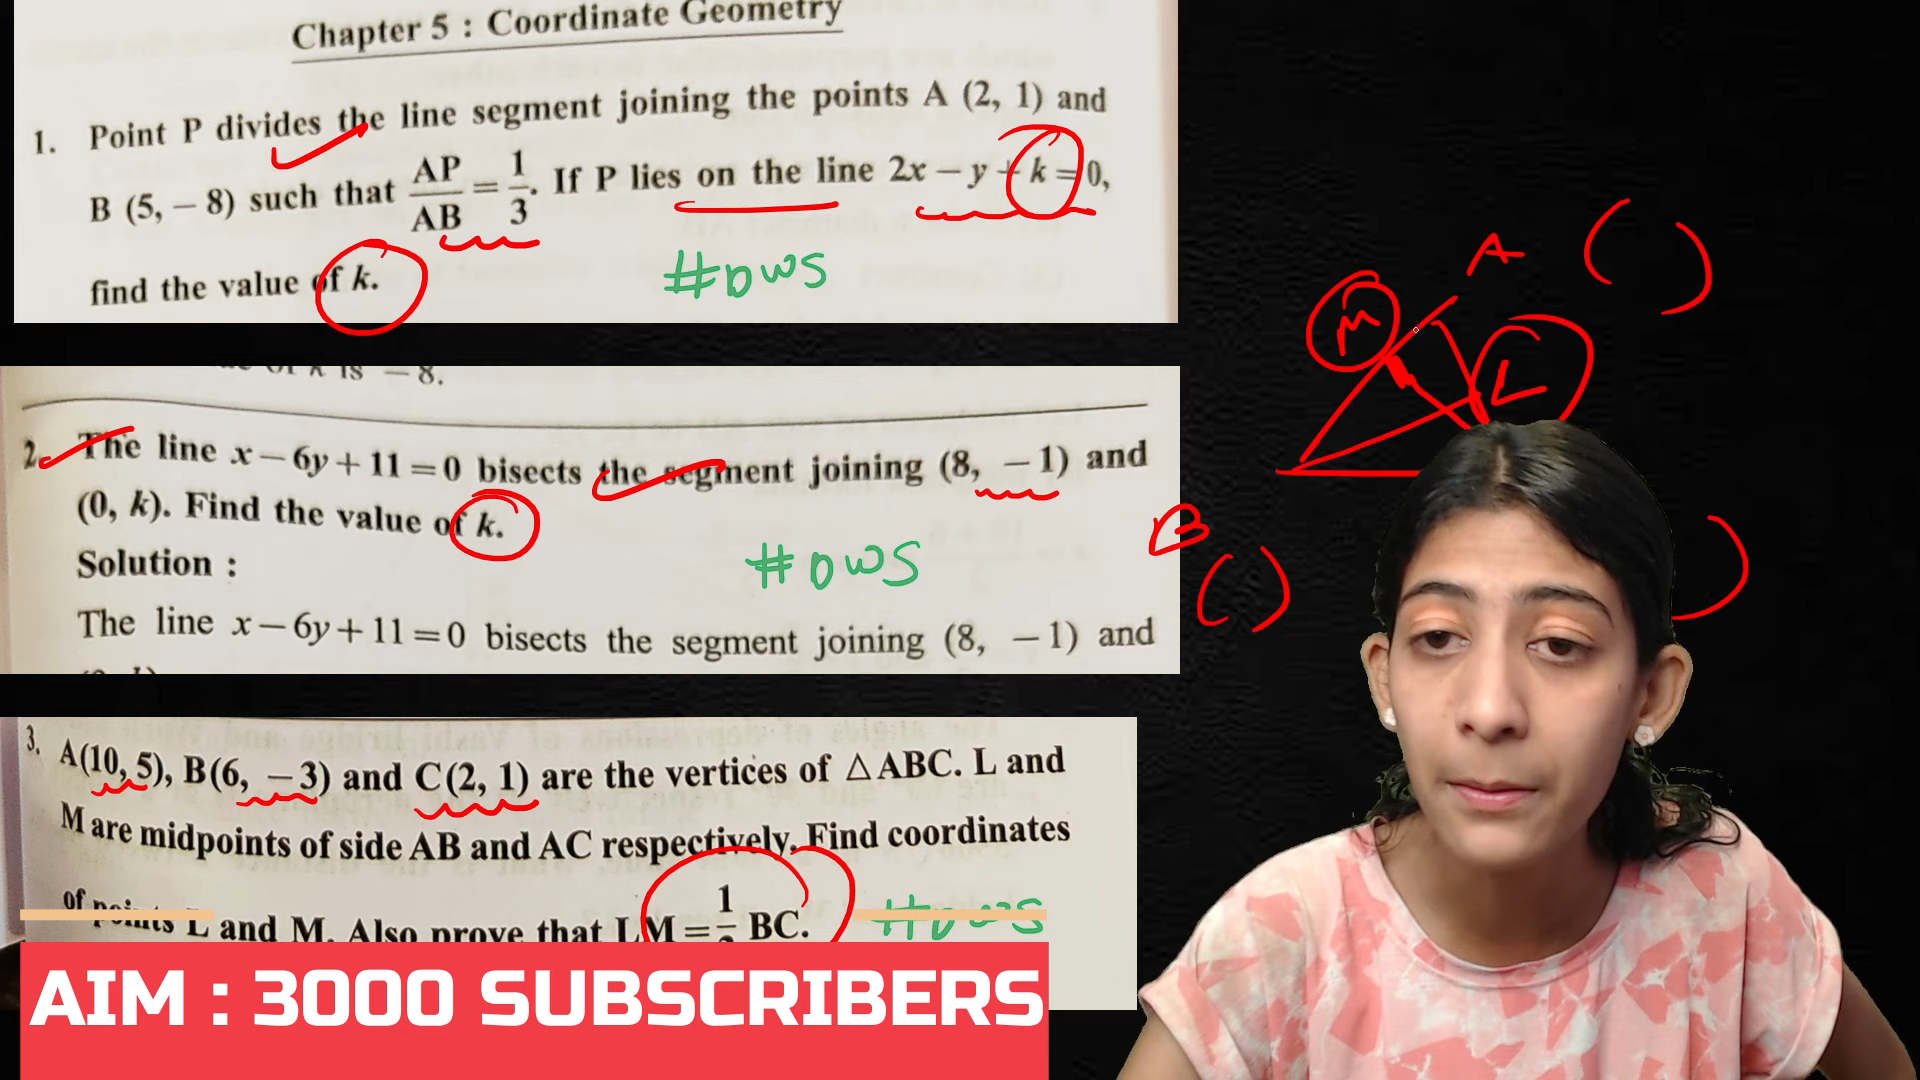 Chapter 5 : Coordinate Geometry
1. Point P divides the line segment joining the points A (2, 1) and
B (5, – 8) such that AP/AB = 1/3. If P lies on the line 2x – y + k = 0,
find the value of k.
#DWS
is – 8.
2. The line x – 6y + 11 = 0 bisects the segment joining (8, – 1) and
(0, k). Find the value of k.
Solution :
#DWS
The line x – 6y + 11 = 0 bisects the segment joining (8, – 1) and
3. A(10, 5), B(6, – 3) and C(2, 1) are the vertices of △ABC. L and
M are midpoints of side AB and AC respectively. Find coordinates
of points L and M. Also prove that LM = 1/2 BC.
#DWS
AIM : 3000 SUBSCRIBERS
A ( )
M
L
B
( )
)